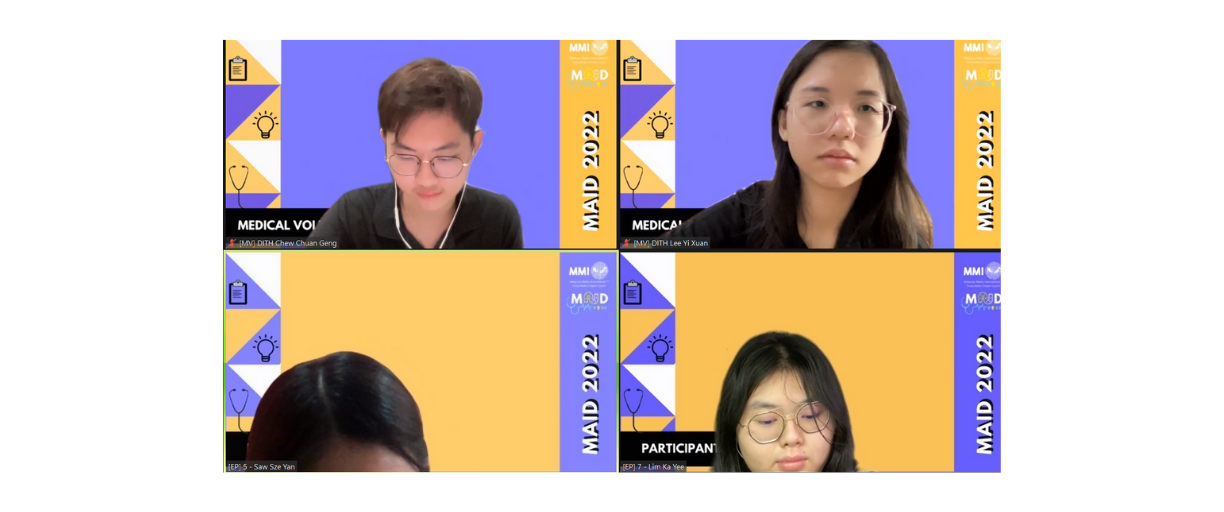 MMI
MAID
MAID 2022
MEDICAL VOL
[MV] DITH Chew Chuan Geng
MMI
MAID
MAID 2022
MEDICAL
[MV] DITH Lee Yi Xuan
MMI
MAID
MAID 2022
[EP] 5 - Saw Sze Yan
MMI
MAID
MAID 2022
PARTICIPANT
[EP] 7 - Lim Ka Yee